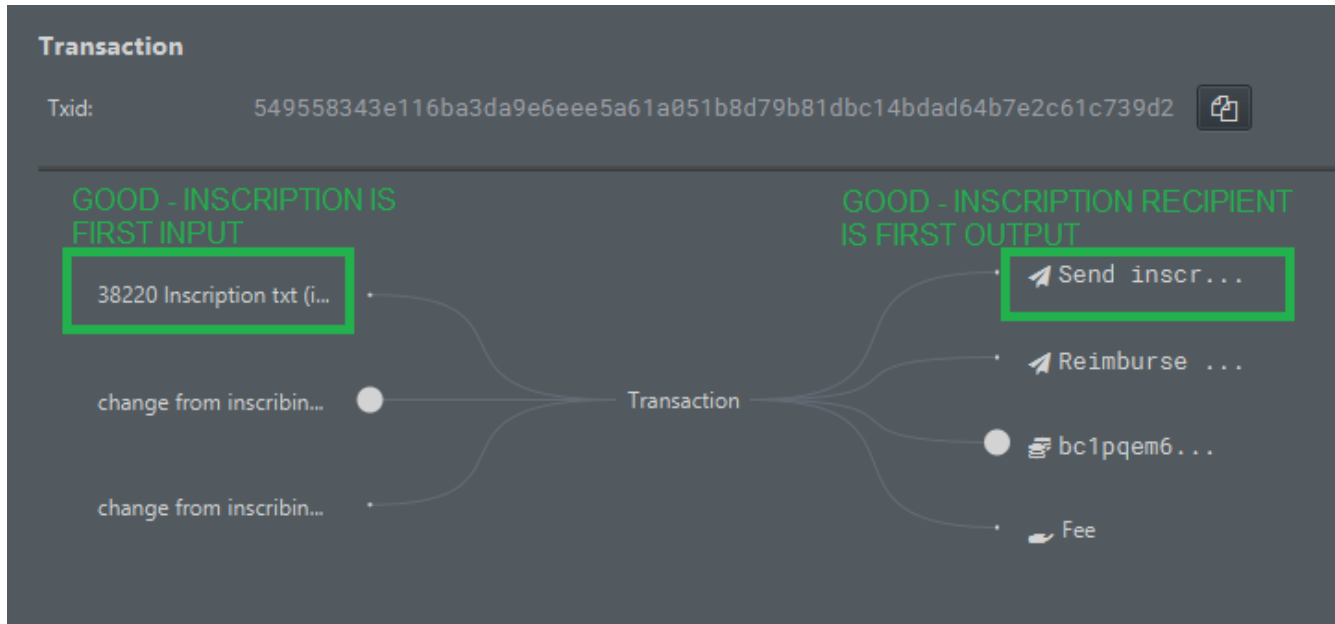 Transaction
Txid: 549558343e116ba3da9e6eee5a61a051b8d79b81dbc14bdad64b7e2c61c739d2
GOOD - INSCRIPTION IS
FIRST INPUT
GOOD - INSCRIPTION RECIPIENT
IS FIRST OUTPUT
38220 Inscription txt (i...
Send inscr...
change from inscribin...
Transaction
Reimburse ...
bc1pqem6...
change from inscribin...
Fee